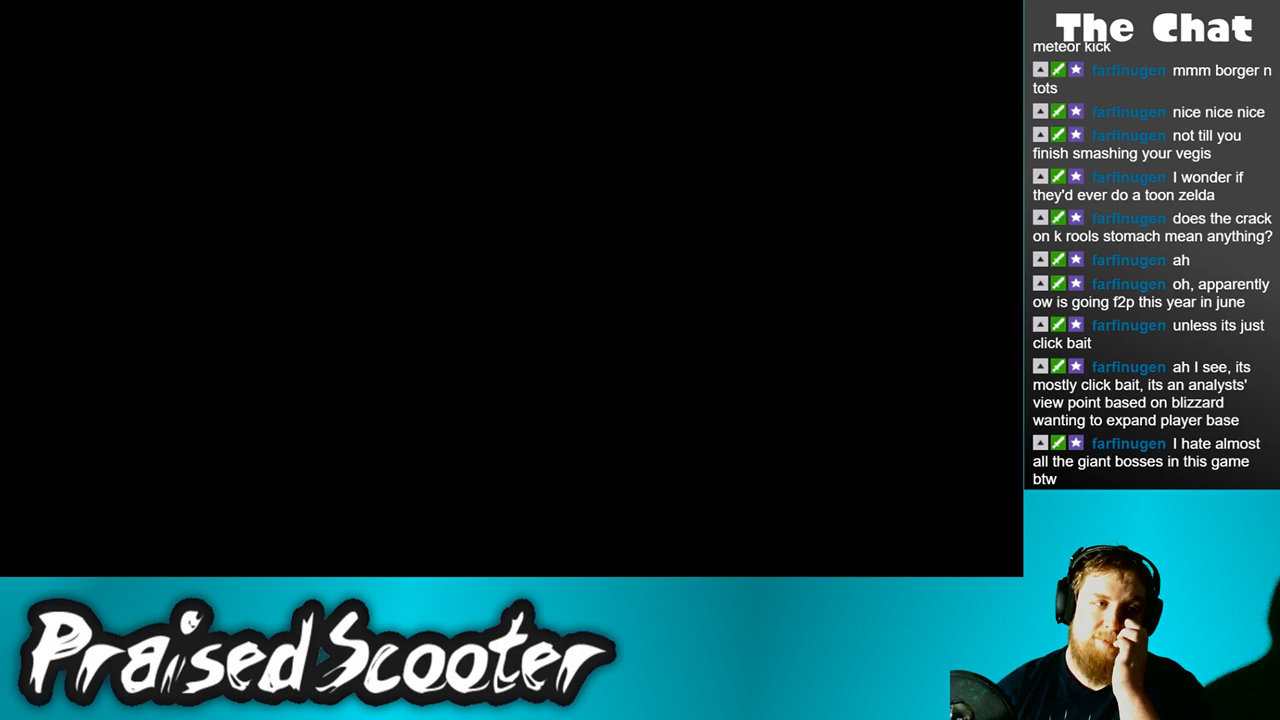 The Chat
meteor kick
farfinugen mmm borger n
tots
farfinugen nice nice nice
farfinugen not till you
finish smashing your vegis
farfinugen I wonder if
they'd ever do a toon zelda
farfinugen does the crack
on k rools stomach mean anything?
farfinugen ah
farfinugen oh, apparently
ow is going f2p this year in june
farfinugen unless its just
click bait
farfinugen ah I see, its
mostly click bait, its an analysts'
view point based on blizzard
wanting to expand player base
farfinugen I hate almost
all the giant bosses in this game
btw
PraisedScooter